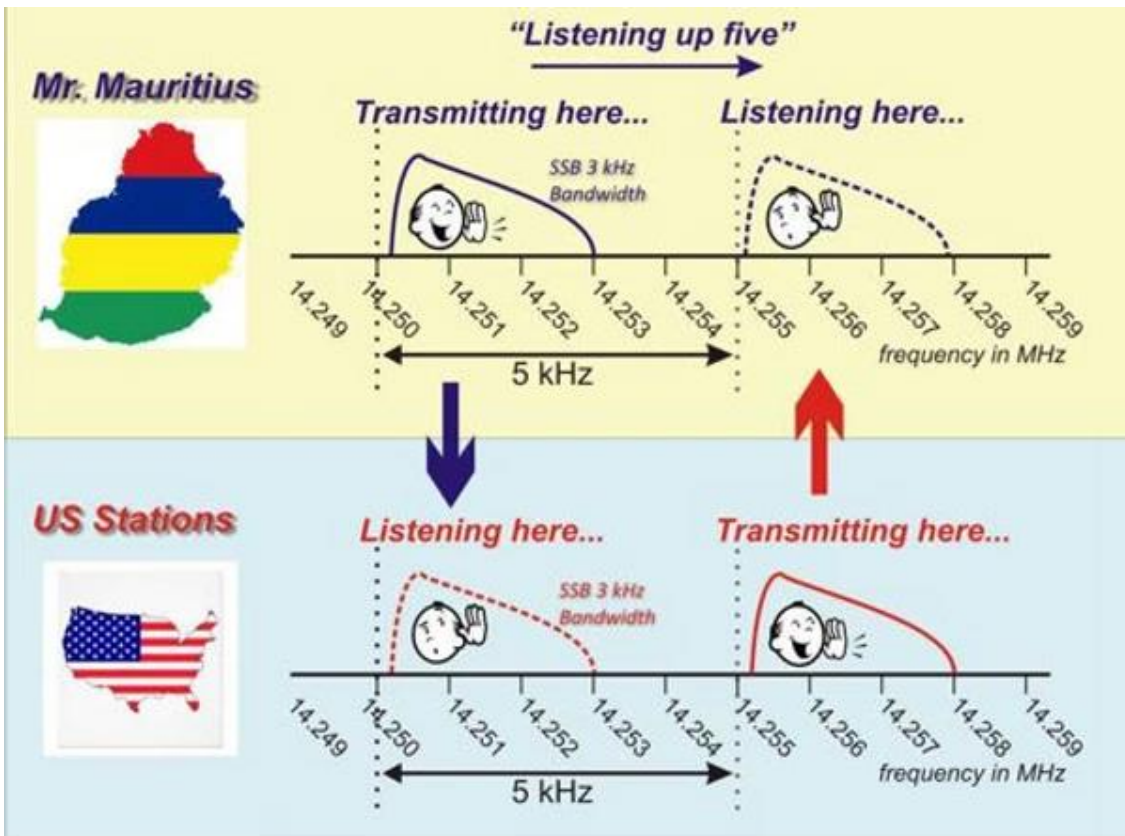 “Listening up five”
Mr. Mauritius
Transmitting here...
Listening here...
SSB 3 kHz
Bandwidth
14.249
14.250
14.251
14.252
14.253
14.254
14.255
14.256
14.257
14.258
14.259
frequency in MHz
5 kHz
US Stations
Listening here...
Transmitting here...
SSB 3 kHz
Bandwidth
14.249
14.250
14.251
14.252
14.253
14.254
14.255
14.256
14.257
14.258
14.259
frequency in MHz
5 kHz